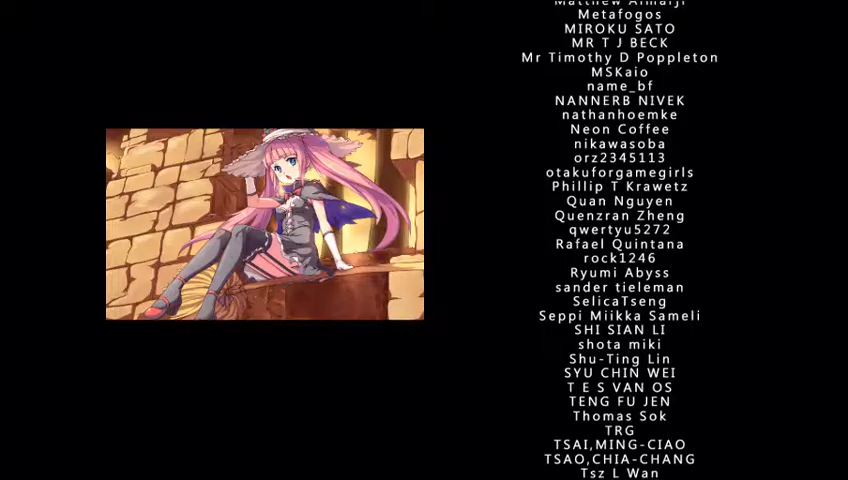 Metafogos
MIROKU SATO
MR T J BECK
Mr Timothy D Poppleton
MSKaio
name_bf
NANNERB NIVEK
nathanhoemke
Neon Coffee
nikawasoba
orz2345113
otakuforgamegirls
Phillip T Krawetz
Quan Nguyen
Quenzran Zheng
qwertyu5272
Rafael Quintana
rock1246
Ryumi Abyss
sander tieleman
SelicaTseng
Seppi Miikka Sameli
SHI SIAN LI
shota miki
Shu-Ting Lin
SYU CHIN WEI
T E S VAN OS
TENG FU JEN
Thomas Sok
TRG
TSAI,MING-CIAO
TSAO,CHIA-CHANG
Tsz L Wan